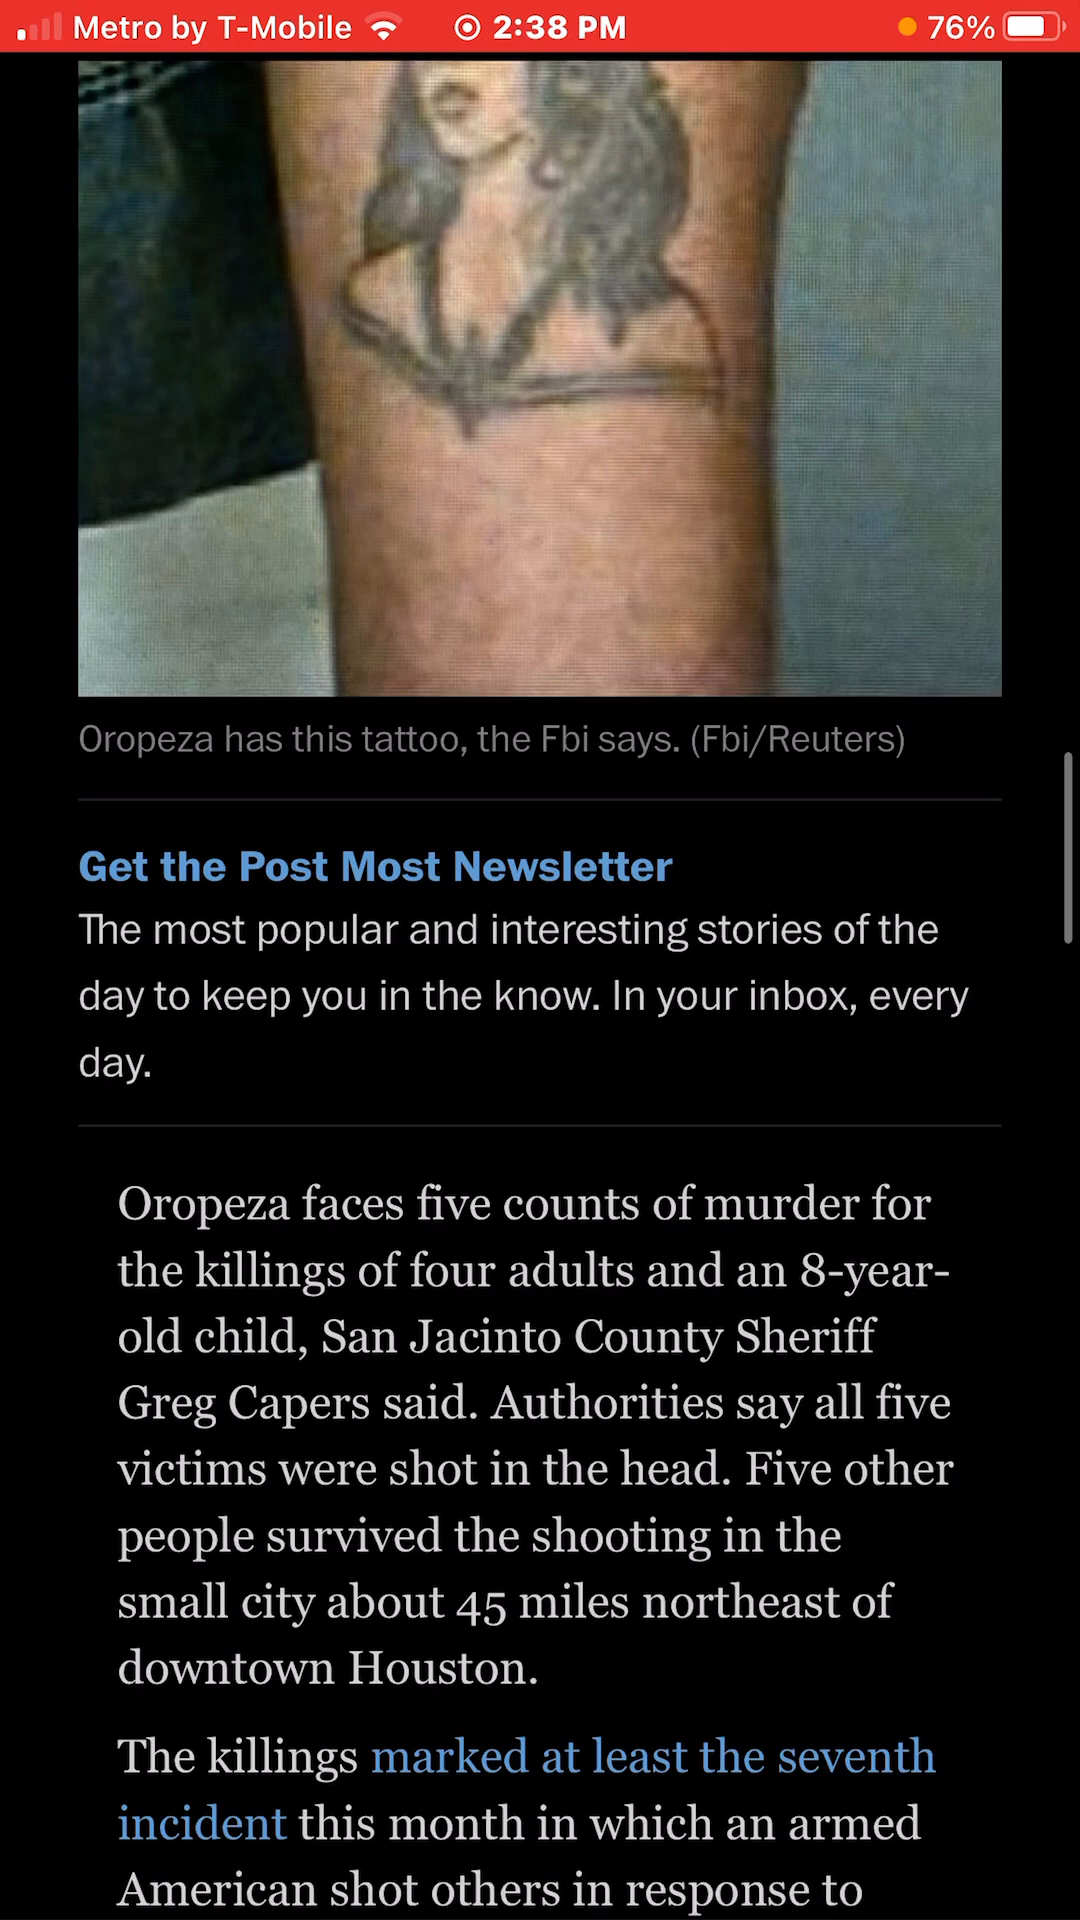 Metro by T-Mobile 2:38 PM 76%
Oropeza has this tattoo, the Fbi says. (Fbi/Reuters)
Get the Post Most Newsletter
The most popular and interesting stories of the
day to keep you in the know. In your inbox, every
day.
Oropeza faces five counts of murder for
the killings of four adults and an 8-year-
old child, San Jacinto County Sheriff
Greg Capers said. Authorities say all five
victims were shot in the head. Five other
people survived the shooting in the
small city about 45 miles northeast of
downtown Houston.
The killings marked at least the seventh
incident this month in which an armed
American shot others in response to